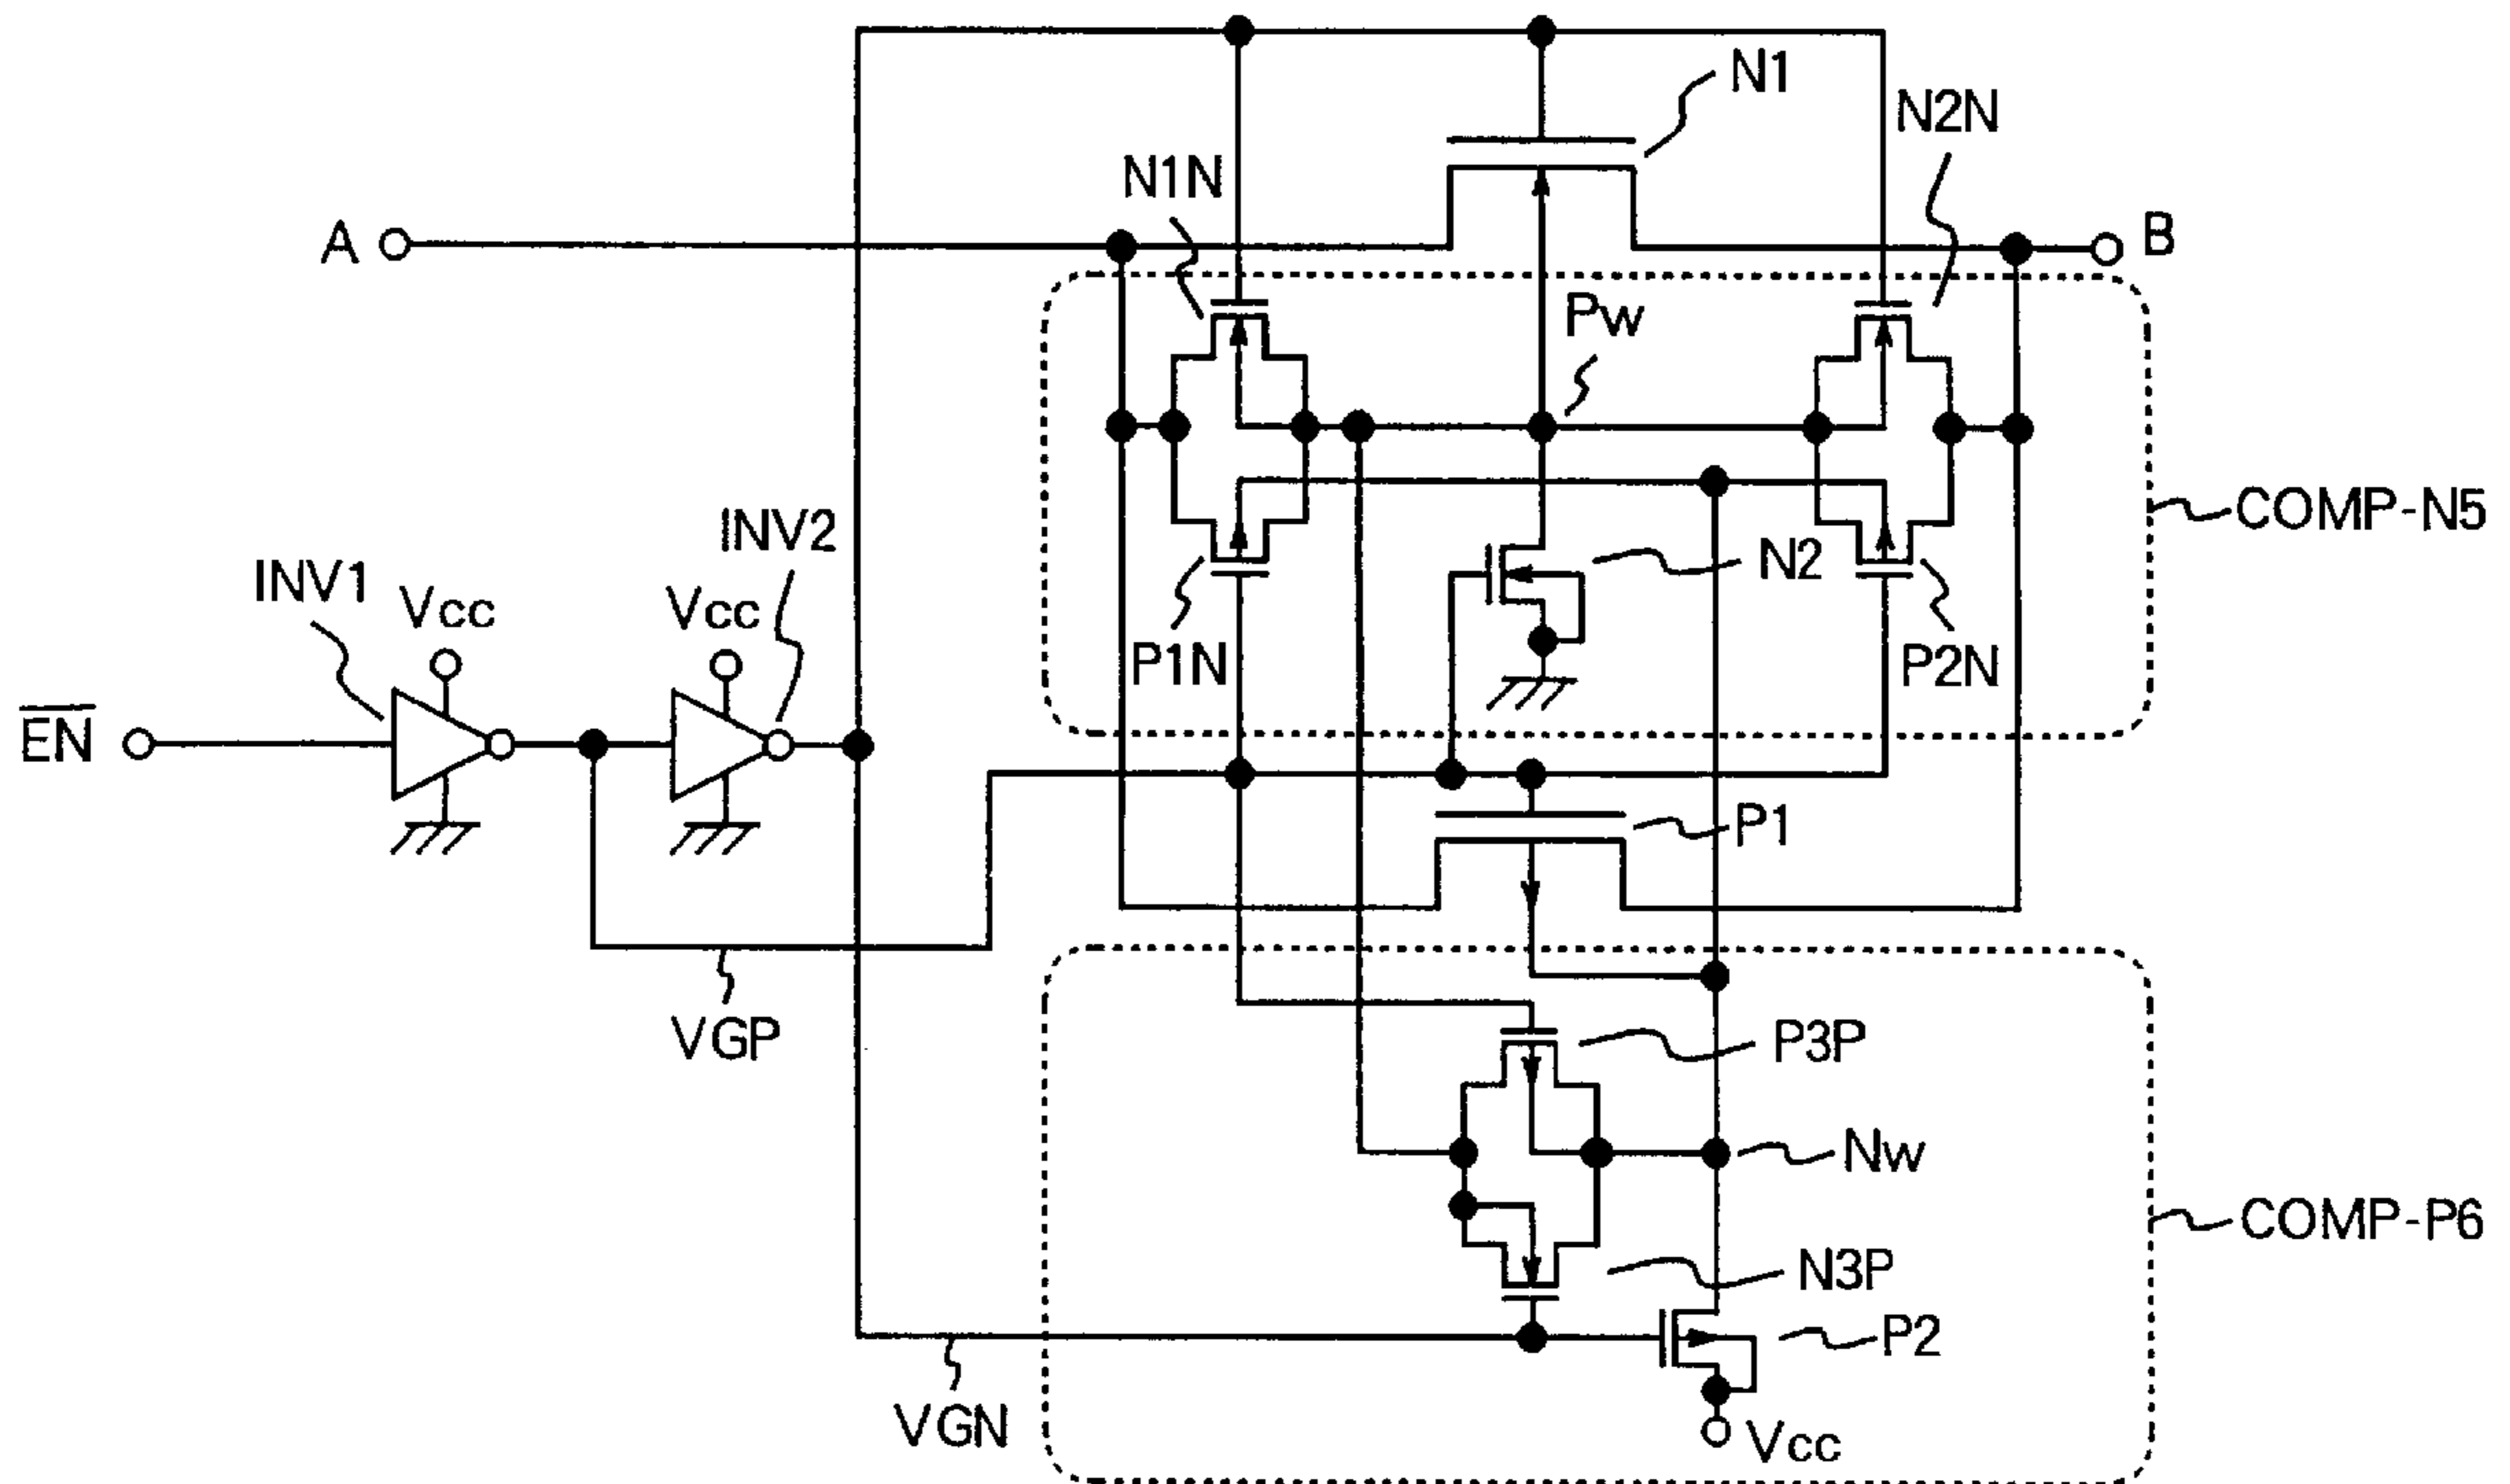 N1
N2N
N1N
A
B
Pw
COMP-N5
INV2
N2
INV1
Vcc
Vcc
P1N
P2N
EN
P1
VGP
P3P
Nw
COMP-P6
N3P
P2
VGN
Vcc